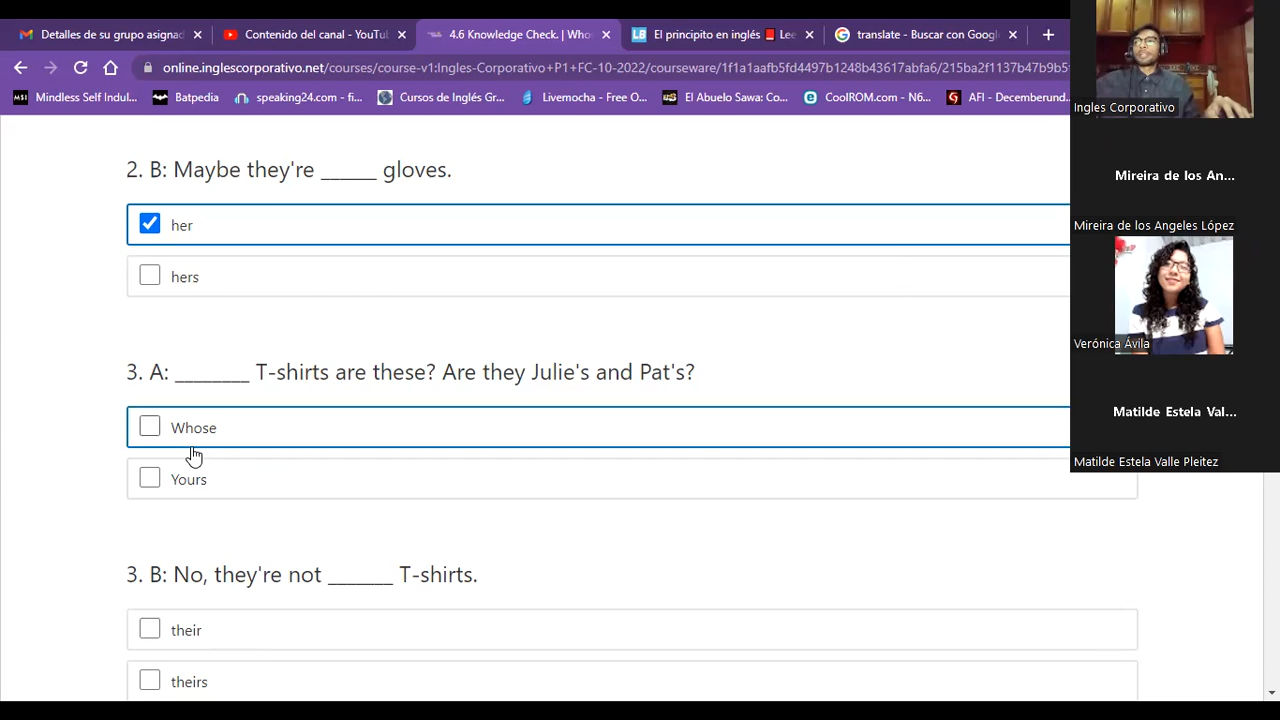 Detalles de su grupo asignad
Contenido del canal - YouTu
4.6 Knowledge Check. | Who
El principito en inglés 📕 Lee
translate - Buscar con Googl
online.inglescorporativo.net/courses/course-v1:Ingles-Corporativo+P1+FC-10-2022/courseware/1f1a1aafb5fd4497b1248b43617abfa6/215ba2f1137b47b9b5
Mindless Self Indul...
Batpedia
speaking24.com - fi...
Cursos de Inglés Gr...
Livemocha - Free O...
El Abuelo Sawa: Co...
CoolROM.com - N6...
AFI - Decemberund...
2. B: Maybe they're ______ gloves.
her
hers
3. A: ________ T-shirts are these? Are they Julie's and Pat's?
Whose
Yours
3. B: No, they're not _______ T-shirts.
their
theirs
Ingles Corporativo
Mireira de los An...
Mireira de los Angeles López
Verónica Ávila
Matilde Estela Val...
Matilde Estela Valle Pleitez